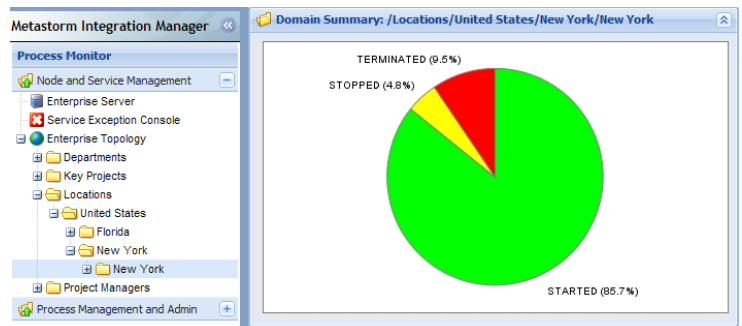 Metastorm Integration Manager
Process Monitor
Node and Service Management
Enterprise Server
Service Exception Console
Enterprise Topology
Departments
Key Projects
Locations
United States
Florida
New York
New York
Project Managers
Process Management and Admin
Domain Summary: /Locations/United States/New York/New York
TERMINATED (9.5%)
STOPPED (4.8%)
STARTED (85.7%)